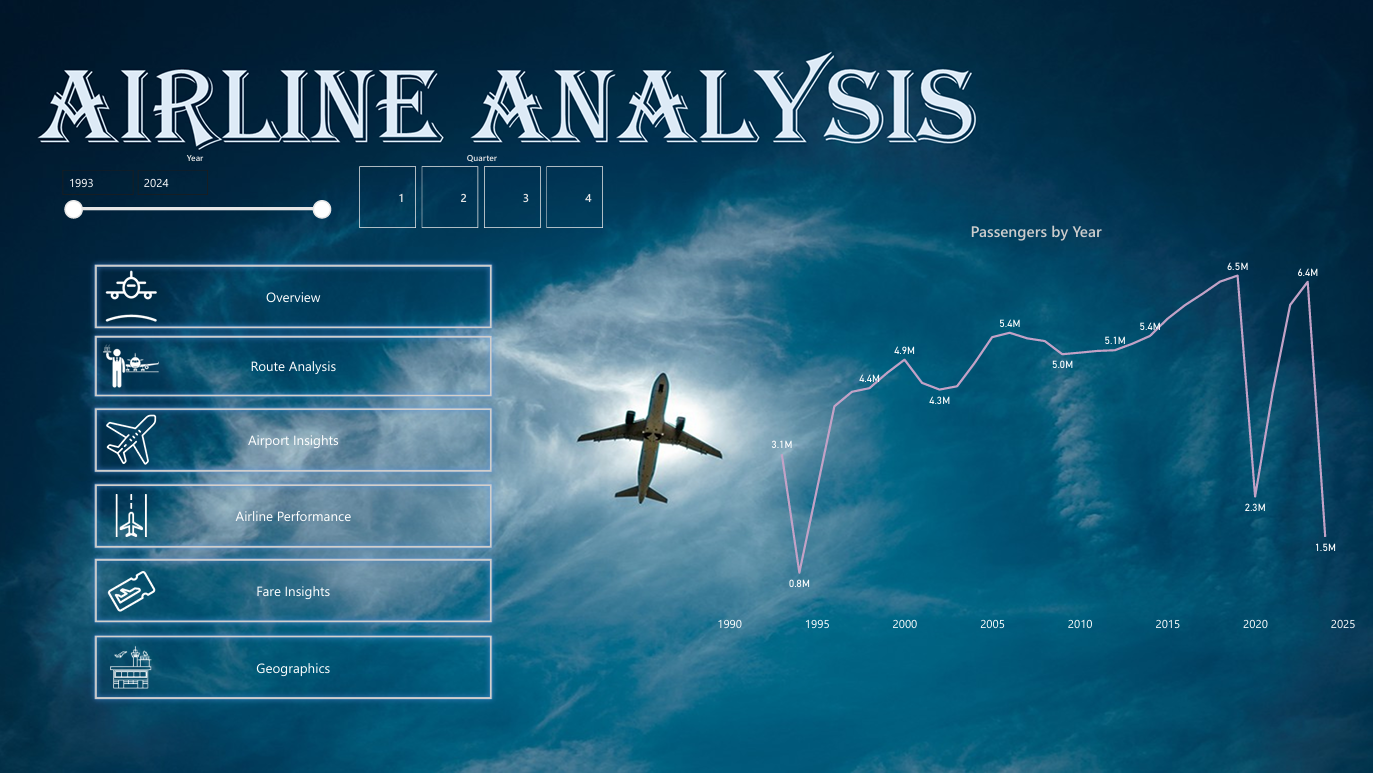 AIRLINE ANALYSIS
Year
Quarter
1993 2024
1 2 3 4
Overview
Route Analysis
Airport Insights
Airline Performance
Fare Insights
Geographics
Passengers by Year
3.1M
0.8M
4.4M
4.9M
4.3M
5.4M
5.0M
5.1M
5.4M
6.5M
2.3M
6.4M
1.5M
1990 1995 2000 2005 2010 2015 2020 2025